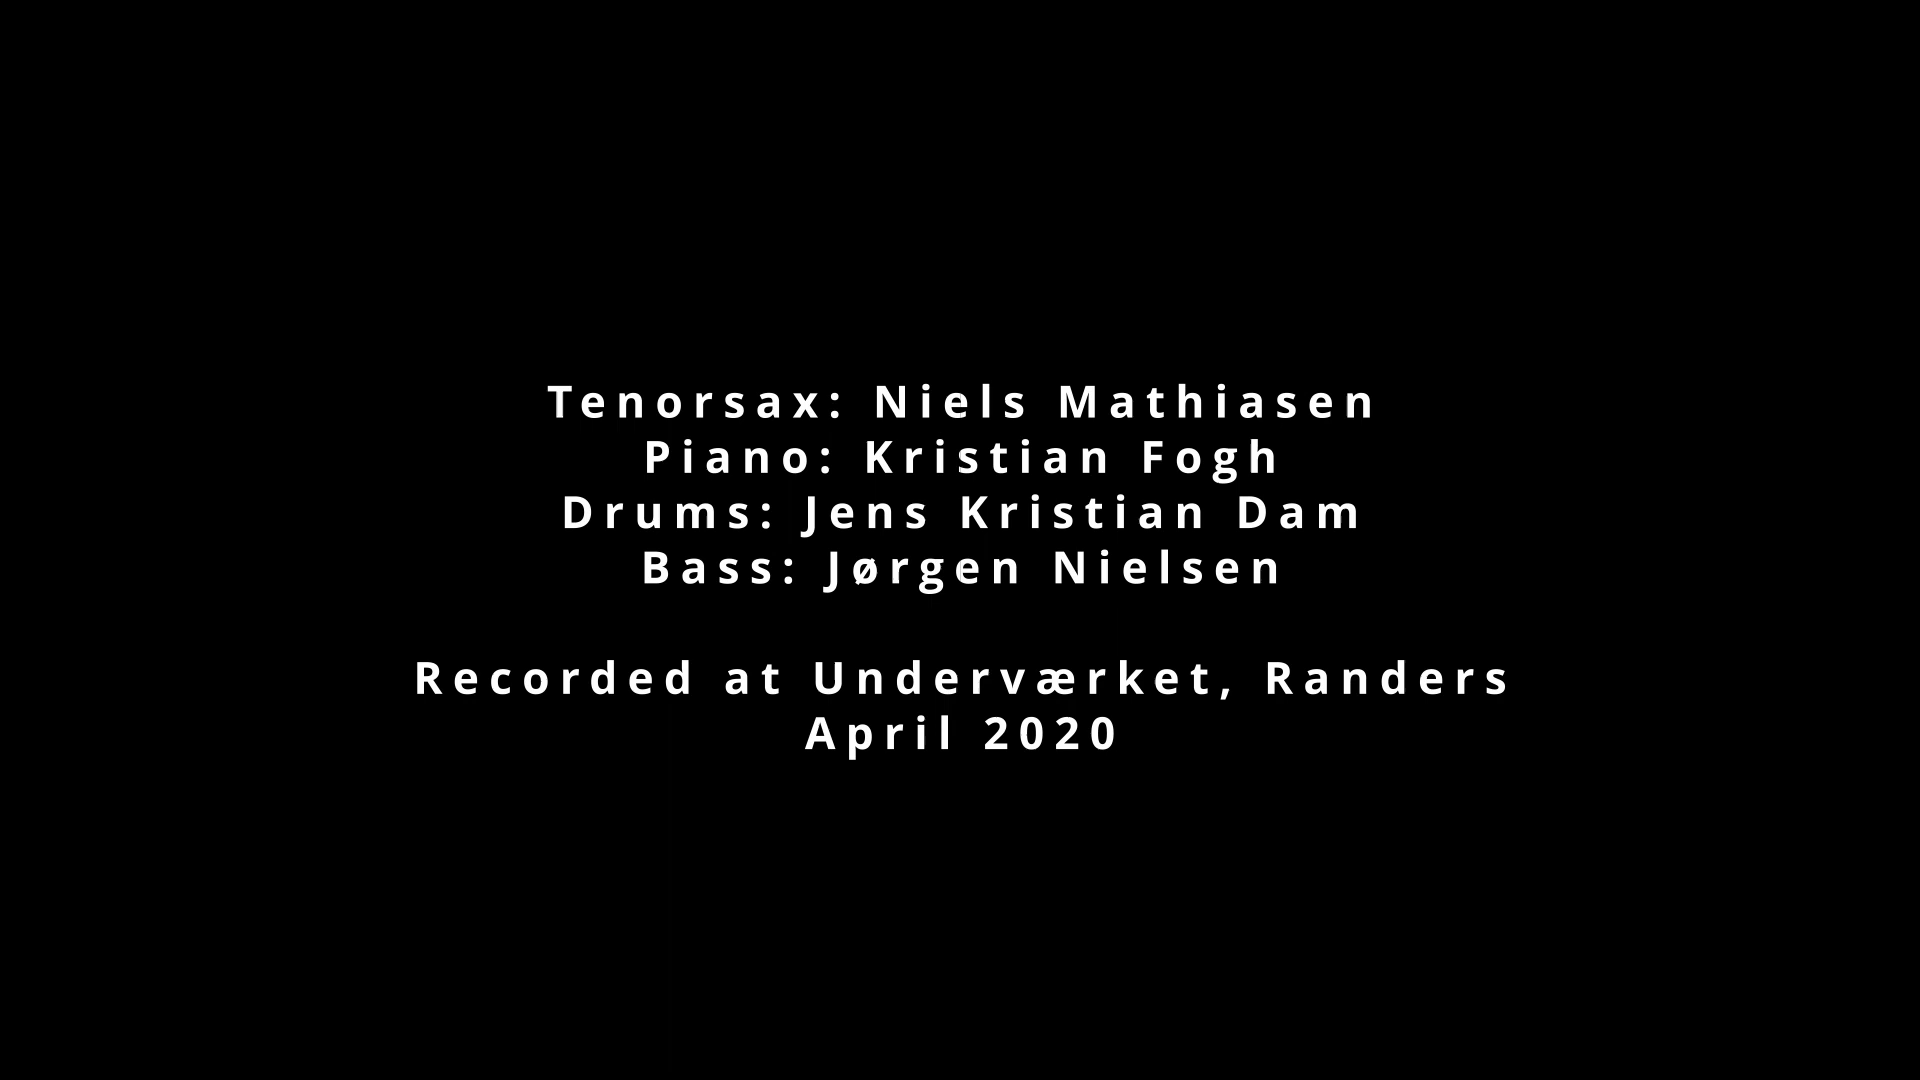 Tenorsax: Niels Mathiasen
Piano: Kristian Fogh
Drums: Jens Kristian Dam
Bass: Jørgen Nielsen
Recorded at Underværket, Randers
April 2020